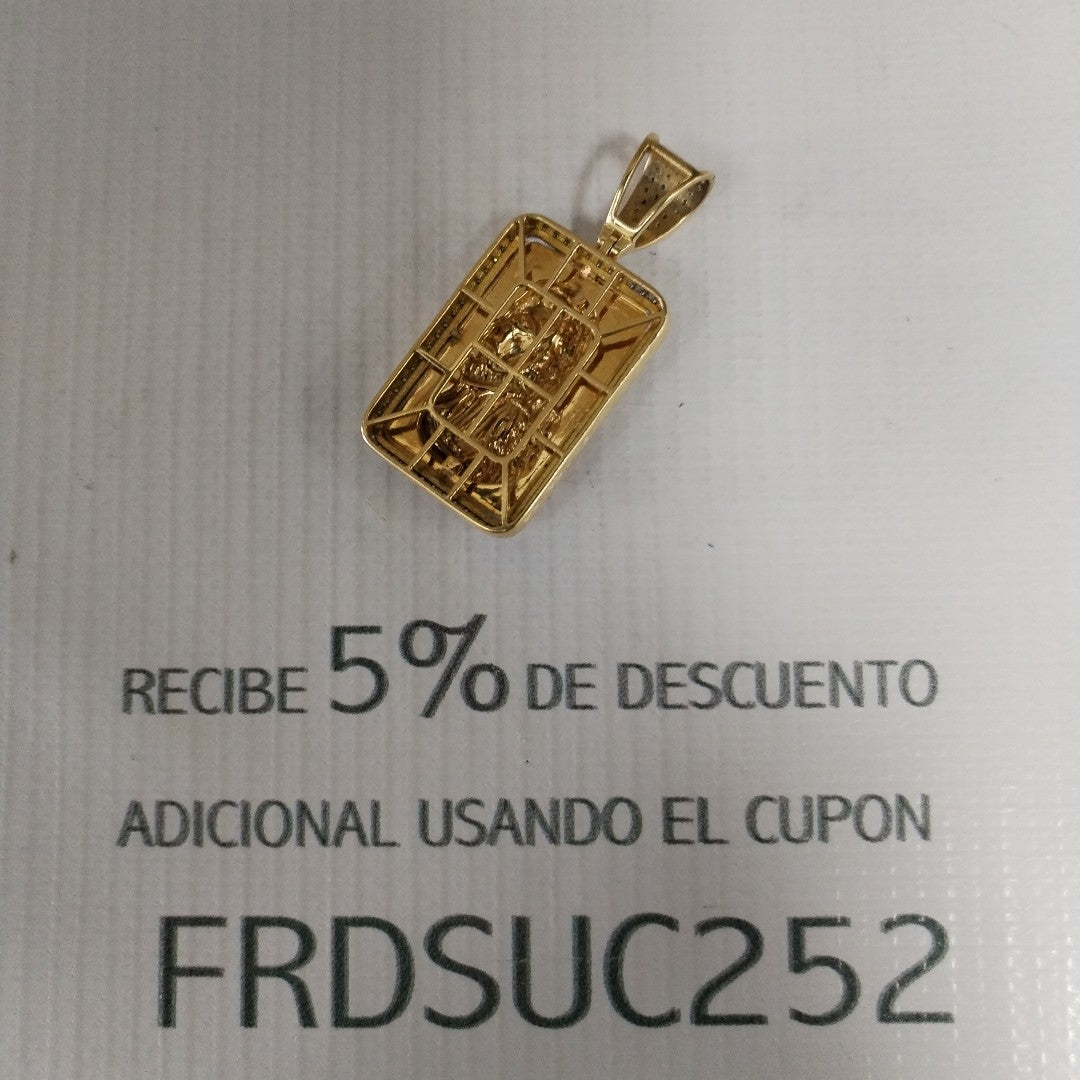 RECIBE 5% DE DESCUENTO
ADICIONAL USANDO EL CUPON
FRDSUC252